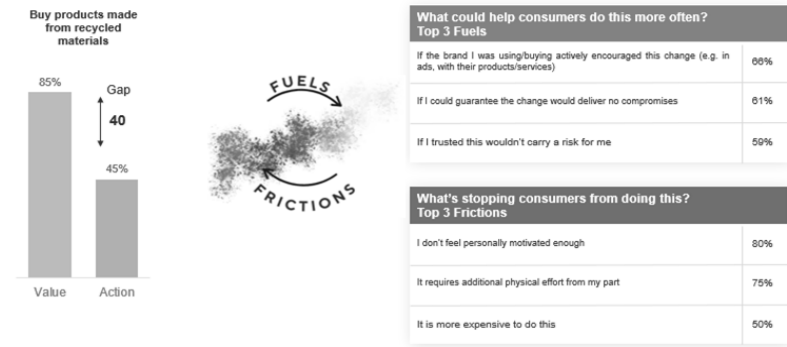 Buy products made
from recycled
materials
85%
Gap
40
45%
Value
Action
FUELS
FRICTIONS
What could help consumers do this more often?
Top 3 Fuels
If the brand I was using/buying actively encouraged this change (e.g. in
ads, with their products/services)
66%
If I could guarantee the change would deliver no compromises
61%
If I trusted this wouldn't carry a risk for me
59%
What's stopping consumers from doing this?
Top 3 Frictions
I don't feel personally motivated enough
80%
It requires additional physical effort from my part
75%
It is more expensive to do this
50%